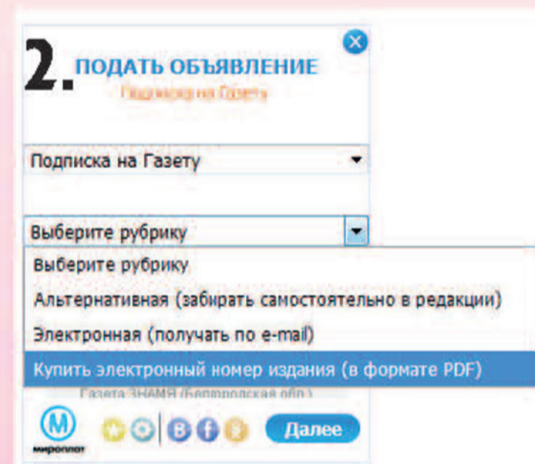 2. ПОДАТЬ ОБЪЯВЛЕНИЕ
Подписка на Газету
Подписка на Газету
Выберите рубрику
Выберите рубрику
Альтернативная (забирать самостоятельно в редакции)
Электронная (получать по e-mail)
Купить электронный номер издания (в формате PDF)
Газета ЗНАМЯ (Белгородская обл.)
мироплат
В f
Далее